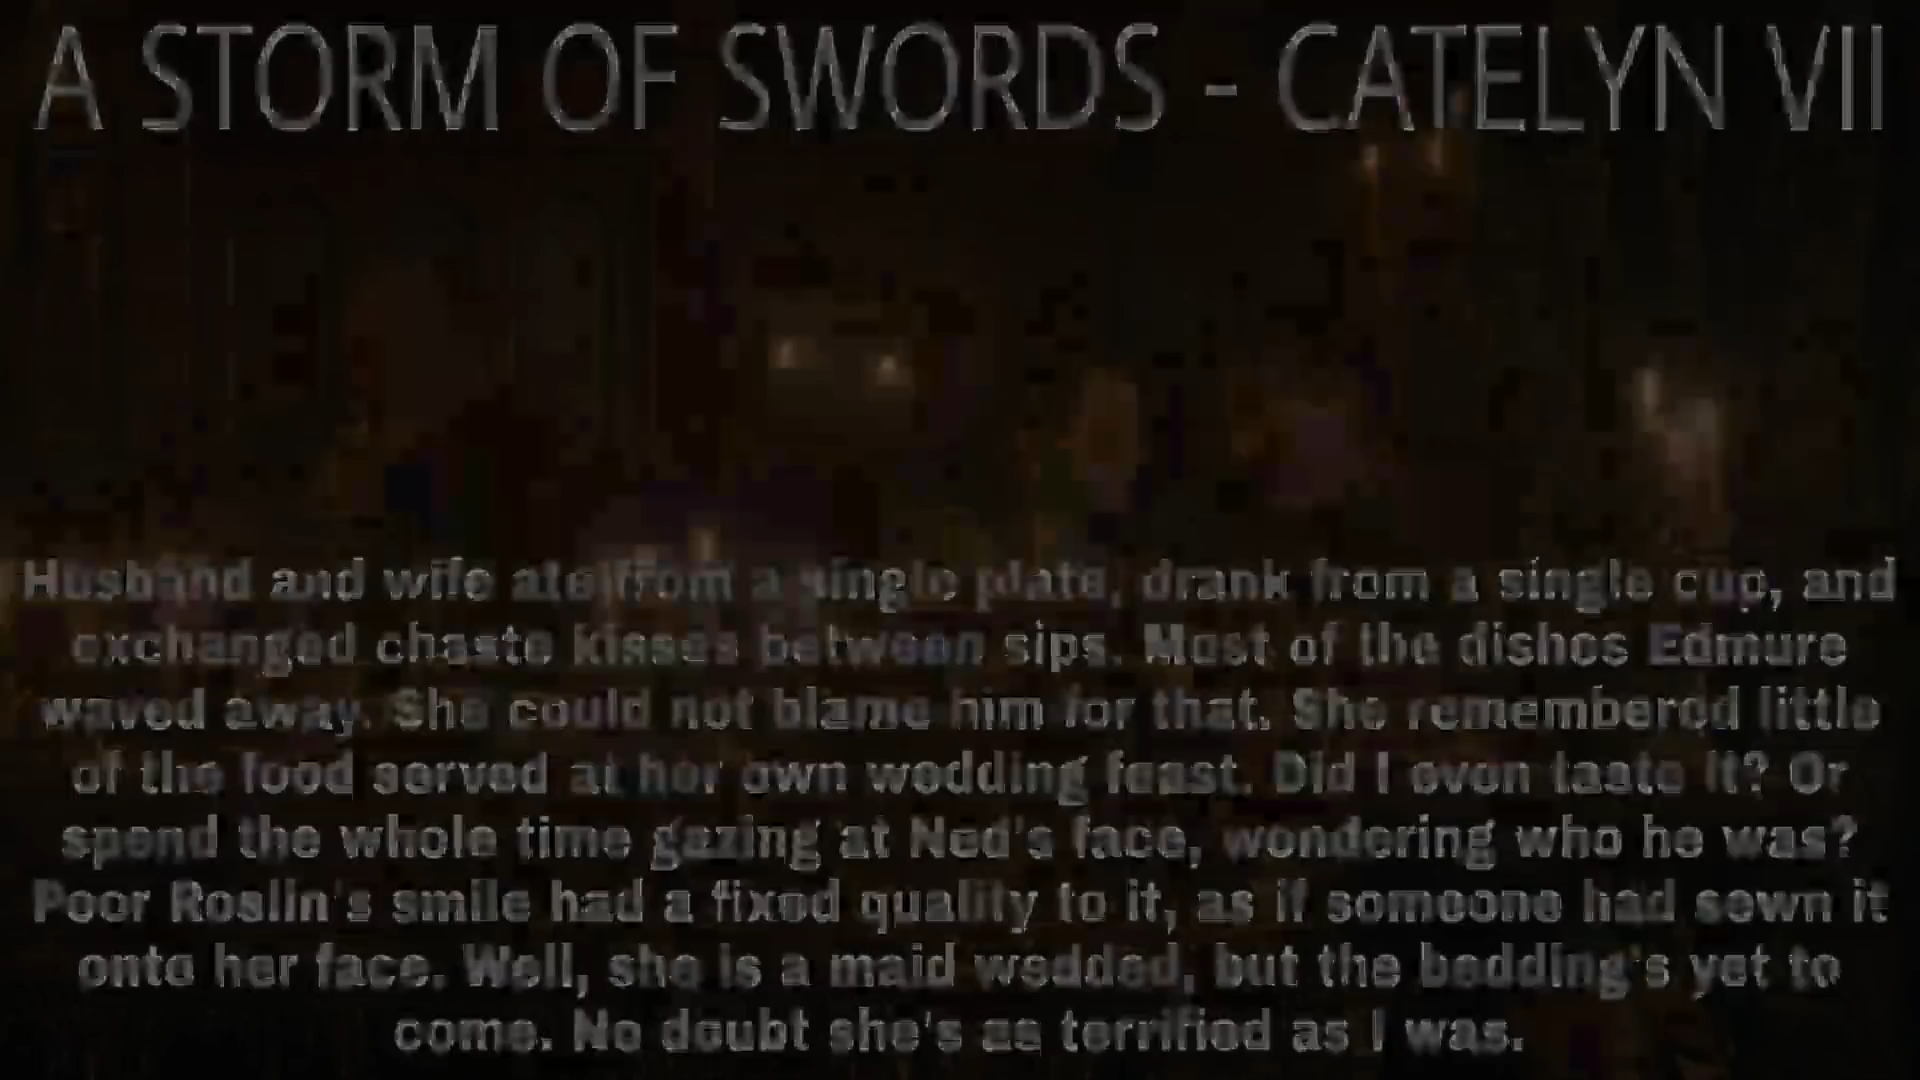 A STORM OF SWORDS - CATELYN VII
Husband and wife ate from a single plate, drank from a single cup, and
exchanged chaste kisses between sips. Most of the dishes Edmure
waved away. She could not blame him for that. She remembered little
of the food served at her own wedding feast. Did I even taste it? Or
spend the whole time gazing at Ned's face, wondering who he was?
Poor Roslin's smile had a fixed quality to it, as if someone had sewn it
onto her face. Well, she is a maid wedded, but the bedding's yet to
come. No doubt she's as terrified as I was.